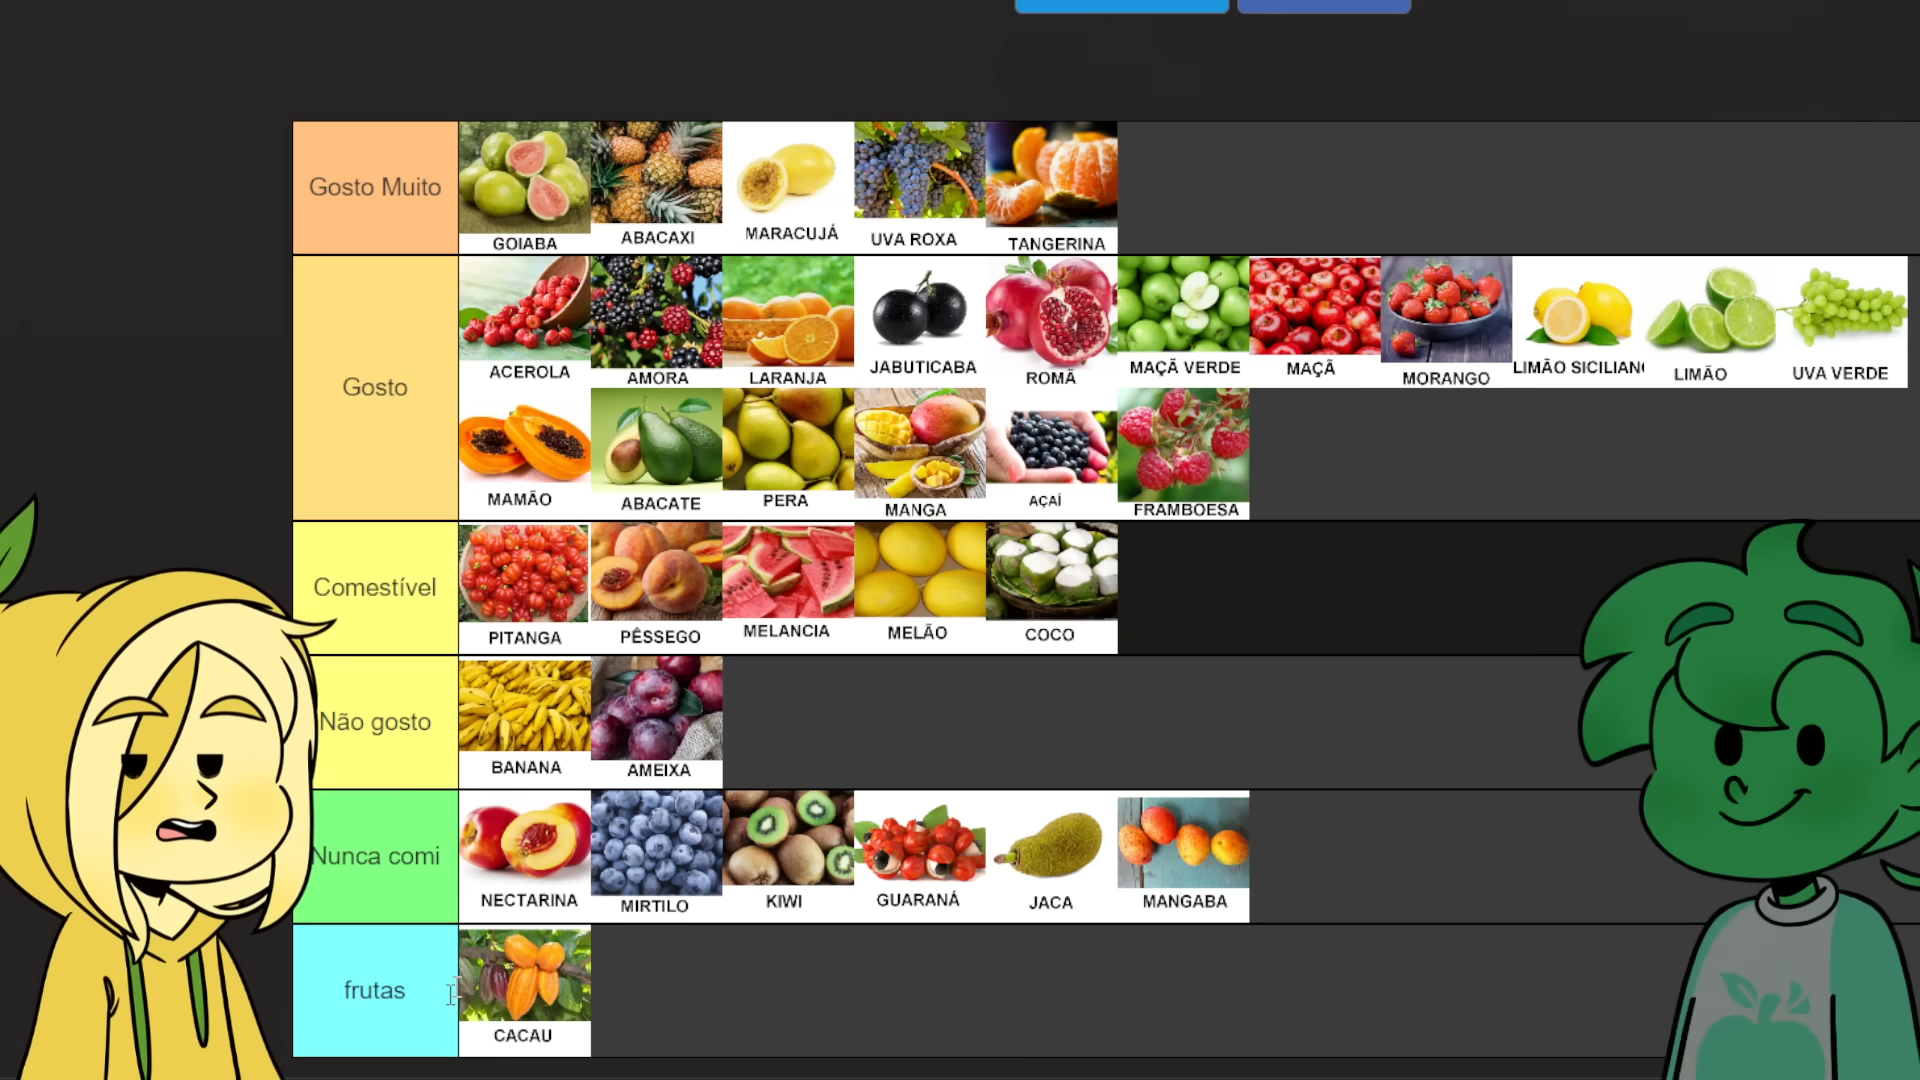 Gosto Muito
GOIABA
ABACAXI
MARACUJÁ
UVA ROXA
TANGERINA
Gosto
ACEROLA
AMORA
LARANJA
JABUTICABA
ROMÃ
MAÇÃ VERDE
MAÇÃ
MORANGO
LIMÃO SICILIAN
LIMÃO
UVA VERDE
MAMÃO
ABACATE
PERA
MANGA
AÇAÍ
FRAMBOESA
Comestível
PITANGA
PÊSSEGO
MELANCIA
MELÃO
COCO
Não gosto
BANANA
AMEIXA
Nunca comi
NECTARINA
MIRTILO
KIWI
GUARANÁ
JACA
MANGABA
frutas
CACAU